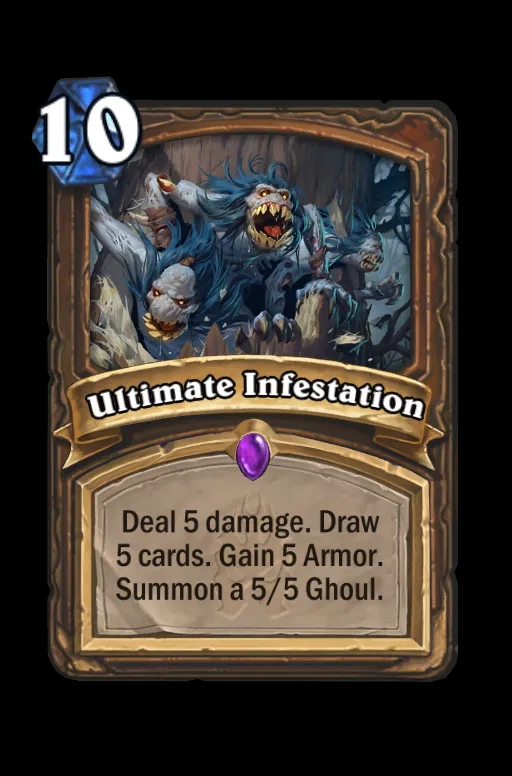 10
Ultimate Infestation
Deal 5 damage. Draw
5 cards. Gain 5 Armor.
Summon a 5/5 Ghoul.